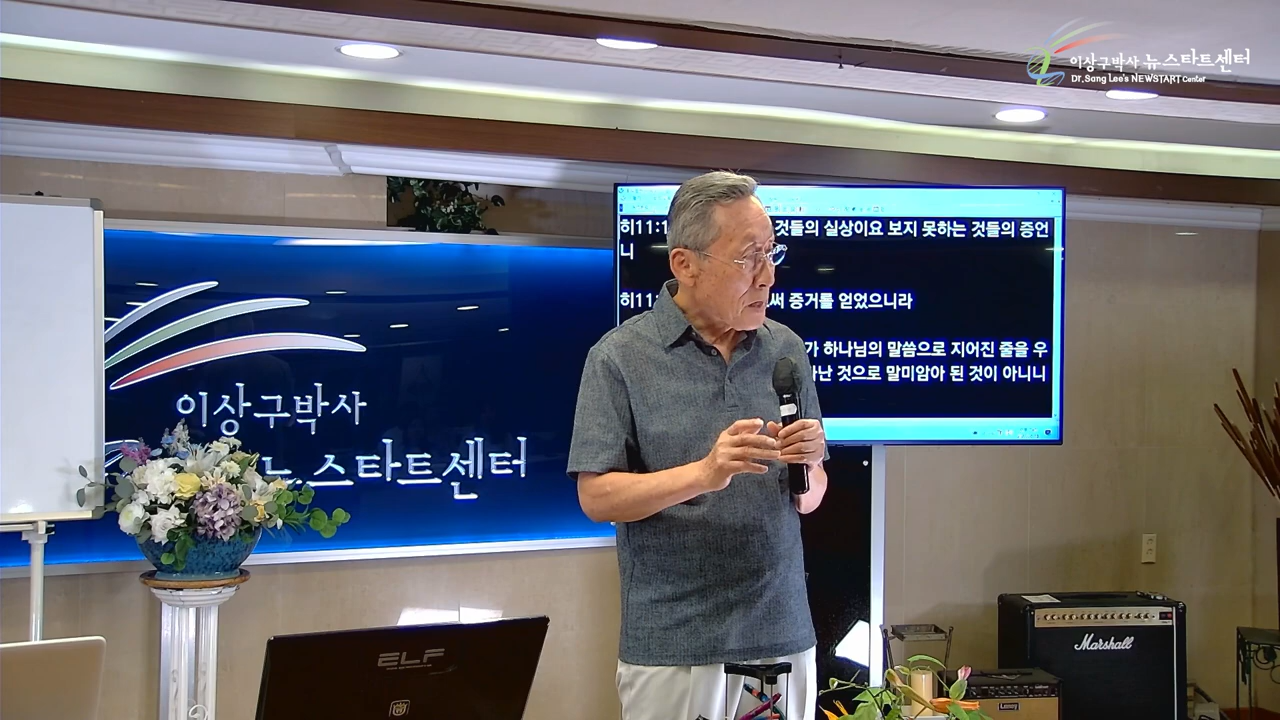 이상구박사 뉴스타트센터
Dr. Sang Lee's NEWSTART Center
히11:1
것들의 실상이요 보지 못하는 것들의 증언
니
히11:
써 증거를 얻었으니라
가 하나님의 말씀으로 지어진 줄을 우
난 것으로 말미암아 된 것이 아니니
이상구박사
뉴스타트센터
ELF
Marshall
Laney